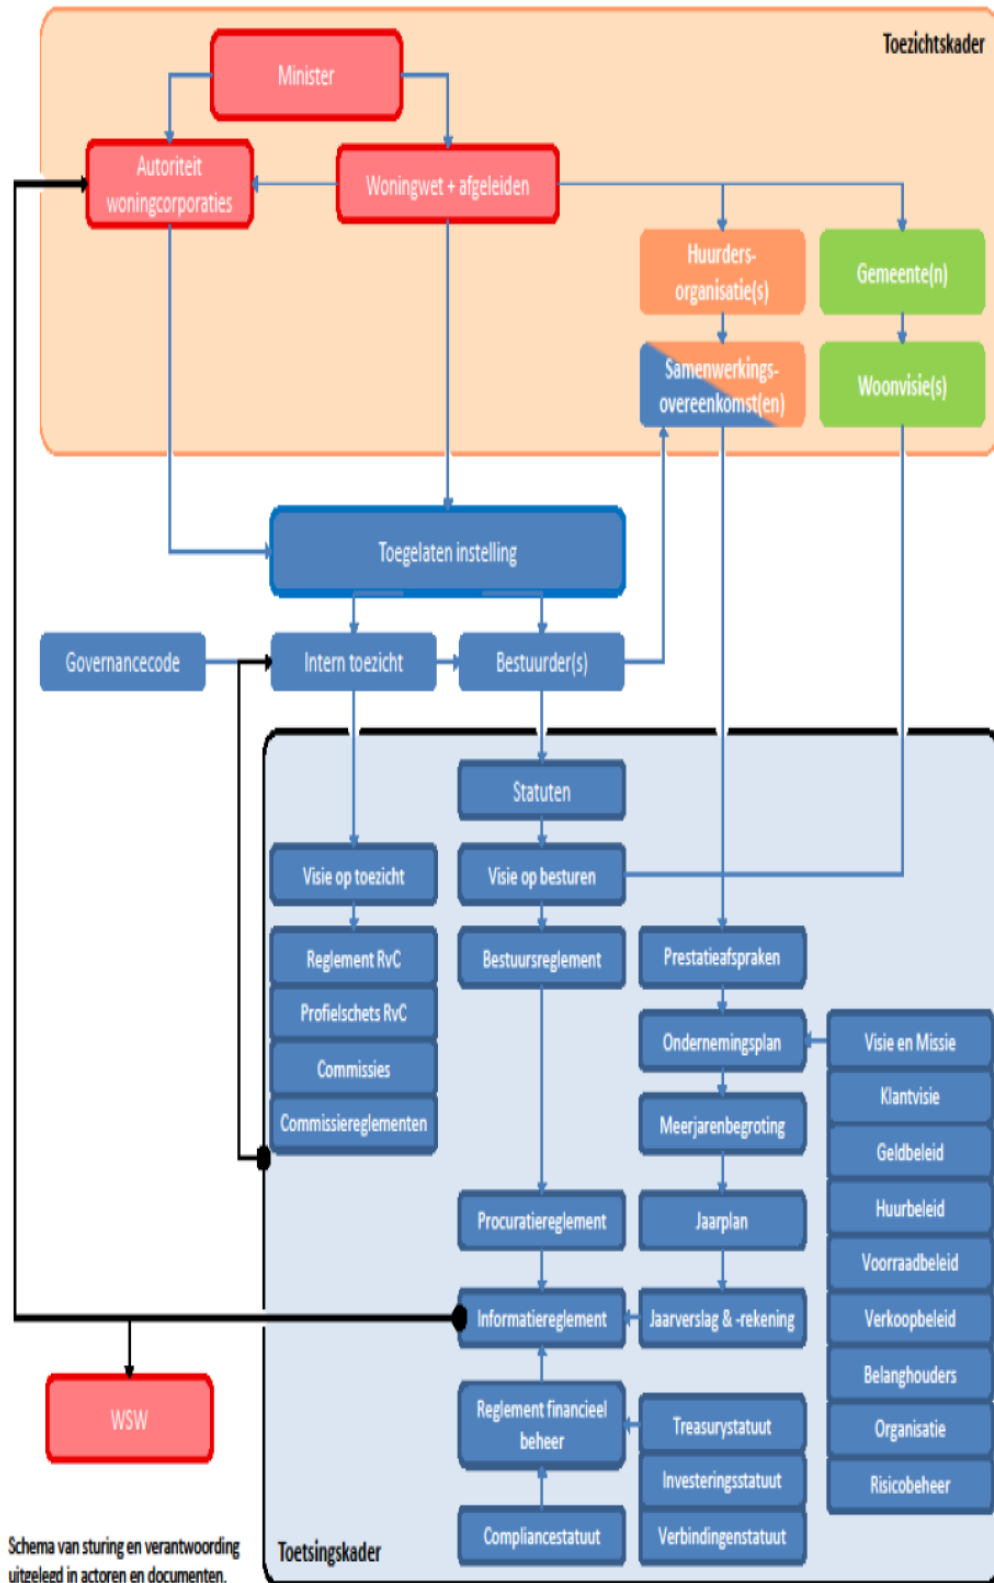 Toezichtskader
Minister
Autoriteit
woningcorporaties
Woningwet + afgeleiden
Huurders-
organisatie(s)
Gemeente(n)
Samenwerkings-
overeenkomst(en)
Woonvisie(s)
Toegelaten instelling
Governancecode
Intern toezicht
Bestuurder(s)
Statuten
Visie op toezicht
Visie op besturen
Reglement RvC
Bestuursreglement
Prestatieafspraken
Profielschets RvC
Ondernemingsplan
Visie en Missie
Commissies
Klantvisie
Commissiereglementen
Meerjarenbegroting
Geldbeleid
Procuratiereglement
Jaarplan
Huurbeleid
Voorraadbeleid
Informatiereglement
Jaarverslag & -rekening
Verkoopbeleid
WSW
Reglement financieel
beheer
Treasurystatuut
Belanghouders
Organisatie
Investeringsstatuut
Risicobeheer
Compliancestatuut
Verbindingenstatuut
Schema van sturing en verantwoording
uitgelegd in actoren en documenten.
Toetsingskader